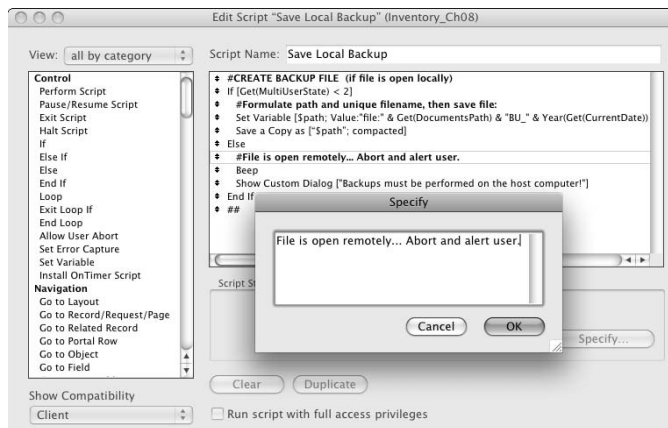 Edit Script "Save Local Backup" (Inventory_Ch08)
View: all by category
Script Name: Save Local Backup
Control
Perform Script
Pause/Resume Script
Exit Script
Halt Script
If
Else If
Else
End If
Loop
Exit Loop If
End Loop
Allow User Abort
Set Error Capture
Set Variable
Install OnTimer Script
Navigation
Go to Layout
Go to Record/Request/Page
Go to Related Record
Go to Portal Row
Go to Object
Go to Field
#CREATE BACKUP FILE (if file is open locally)
If [Get(MultiUserState) < 2]
#Formulate path and unique filename, then save file:
Set Variable [$path; Value:"file:" & Get(DocumentsPath) & "BU_" & Year(Get(CurrentDate))
Save a Copy as ["$path"; compacted]
Else
#File is open remotely... Abort and alert user.
Beep
Show Custom Dialog ["Backups must be performed on the host computer!"]
End If
##
Specify
File is open remotely... Abort and alert user.
Cancel
OK
Script St
Specify...
Clear
Duplicate
Show Compatibility
Client
Run script with full access privileges